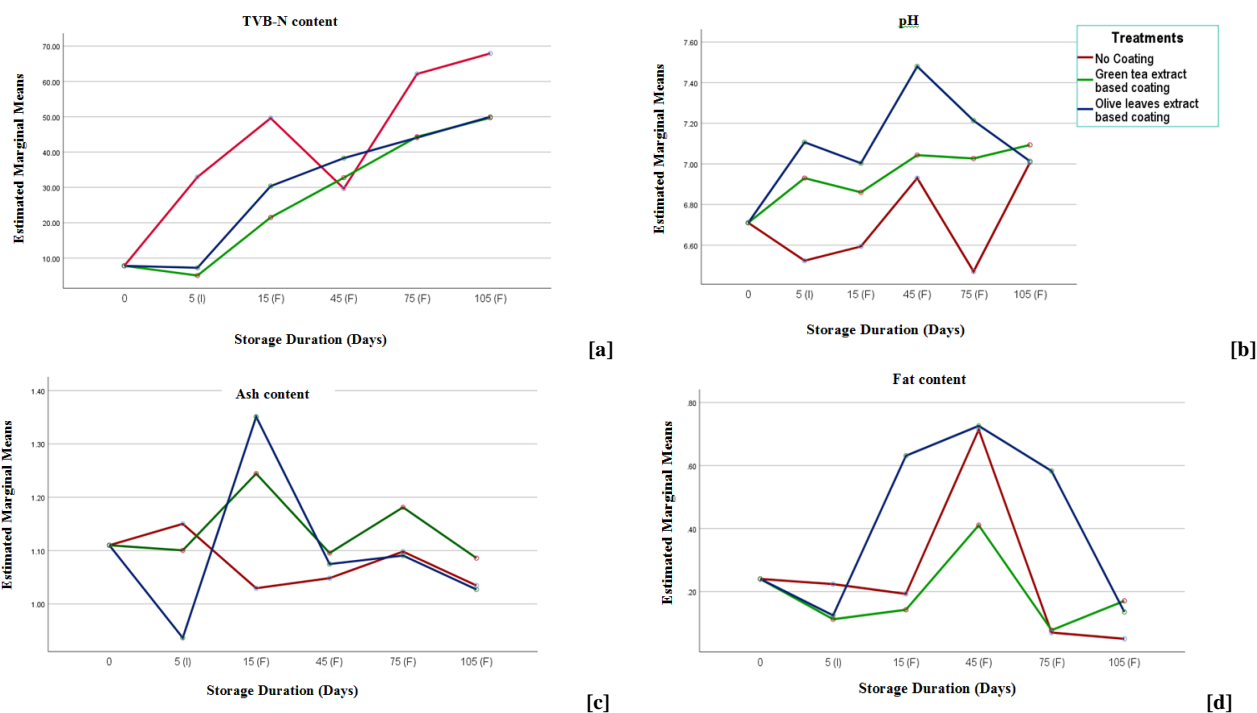 TVB-N content
Estimated Marginal Means
70.00
60.00
50.00
40.00
30.00
20.00
10.00
0 5 (I) 15 (F) 45 (F) 75 (F) 105 (F)
Storage Duration (Days)
[a]
pH
Estimated Marginal Means
7.60
7.40
7.20
7.00
6.80
6.60
0 5 (I) 15 (F) 45 (F) 75 (F) 105 (F)
Storage Duration (Days)
[b]
Treatments
No Coating
Green tea extract
based coating
Olive leaves extract
based coating
Ash content
Estimated Marginal Means
1.40
1.30
1.20
1.10
1.00
0 5 (I) 15 (F) 45 (F) 75 (F) 105 (F)
Storage Duration (Days)
[c]
Fat content
Estimated Marginal Means
.80
.60
.40
.20
0 5 (I) 15 (F) 45 (F) 75 (F) 105 (F)
Storage Duration (Days)
[d]